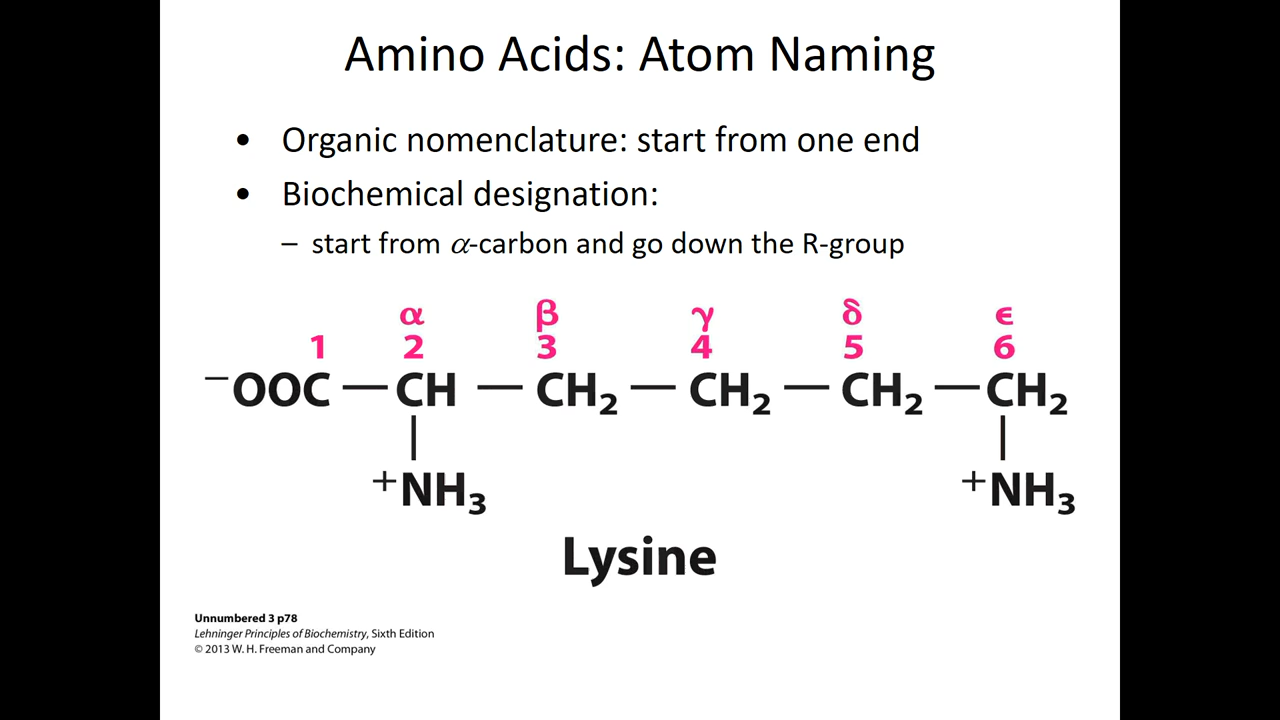 Amino Acids: Atom Naming
• Organic nomenclature: start from one end
• Biochemical designation:
– start from α-carbon and go down the R-group
α β γ δ ϵ
1 2 3 4 5 6
⁻OOC — CH — CH₂ — CH₂ — CH₂ — CH₂
⁺NH₃ ⁺NH₃
Lysine
Unnumbered 3 p78
Lehninger Principles of Biochemistry, Sixth Edition
© 2013 W. H. Freeman and Company